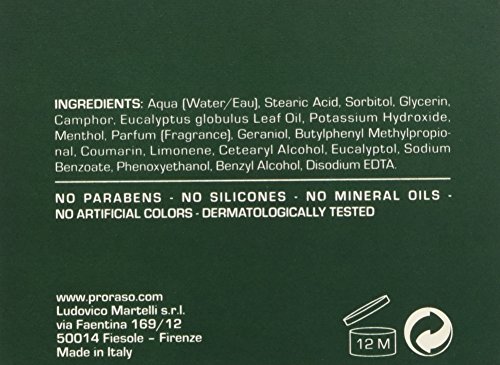 INGREDIENTS: Aqua (Water/Eau), Stearic Acid, Sorbitol, Glycerin,
Camphor, Eucalyptus globulus Leaf Oil, Potassium Hydroxide,
Menthol, Parfum (Fragrance), Geraniol, Butylphenyl Methylpropio-
nal, Coumarin, Limonene, Cetearyl Alcohol, Eucalyptol, Sodium
Benzoate, Phenoxyethanol, Benzyl Alcohol, Disodium EDTA.
NO PARABENS - NO SILICONES - NO MINERAL OILS -
NO ARTIFICIAL COLORS - DERMATOLOGICALLY TESTED
www.proraso.com
Ludovico Martelli s.r.l.
via Faentina 169/12
50014 Fiesole – Firenze
Made in Italy
12 M